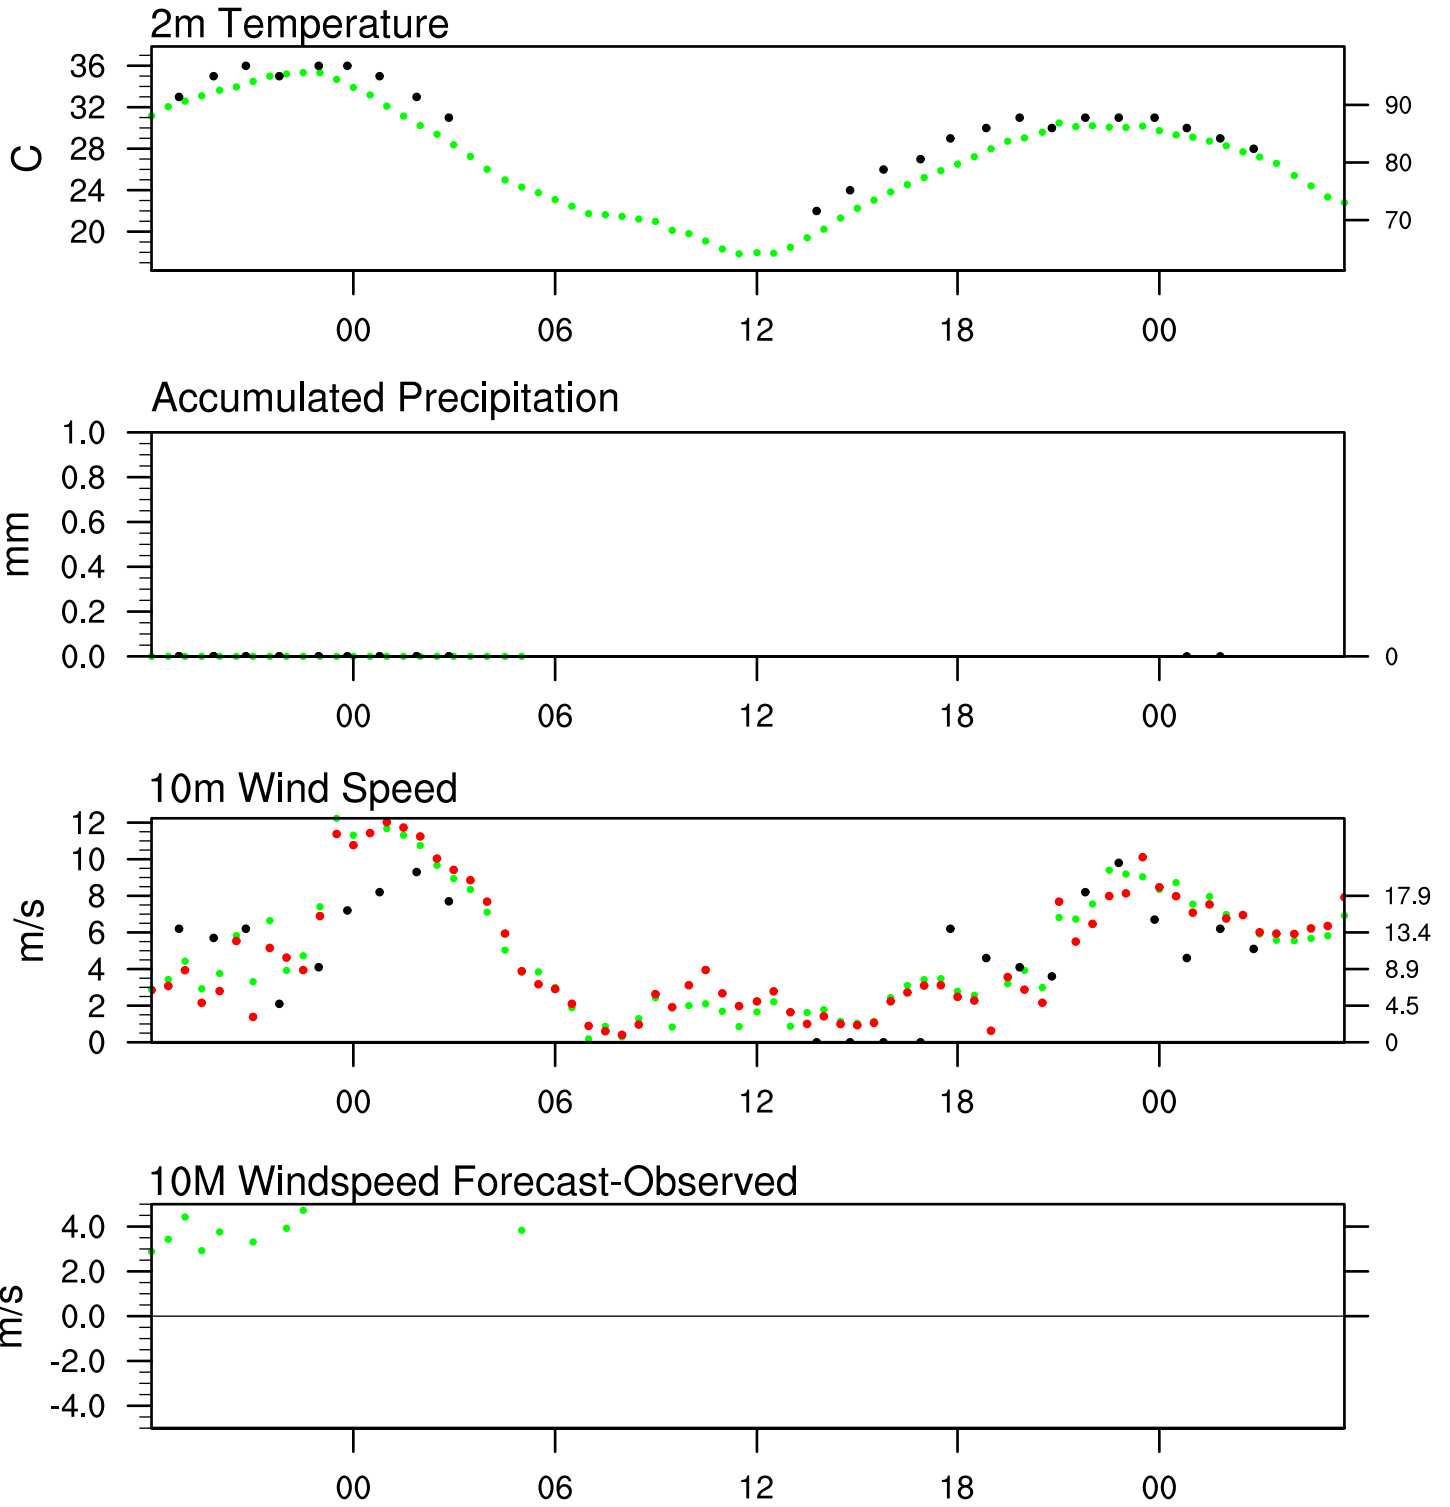 2m Temperature
36
32
28
24
20
C
90
80
70
00 06 12 18 00
Accumulated Precipitation
1.0
0.8
0.6
0.4
0.2
0.0
mm
0
00 06 12 18 00
10m Wind Speed
12
10
8
6
4
2
0
m/s
17.9
13.4
8.9
4.5
0
00 06 12 18 00
10M Windspeed Forecast-Observed
4.0
2.0
0.0
-2.0
-4.0
m/s
00 06 12 18 00